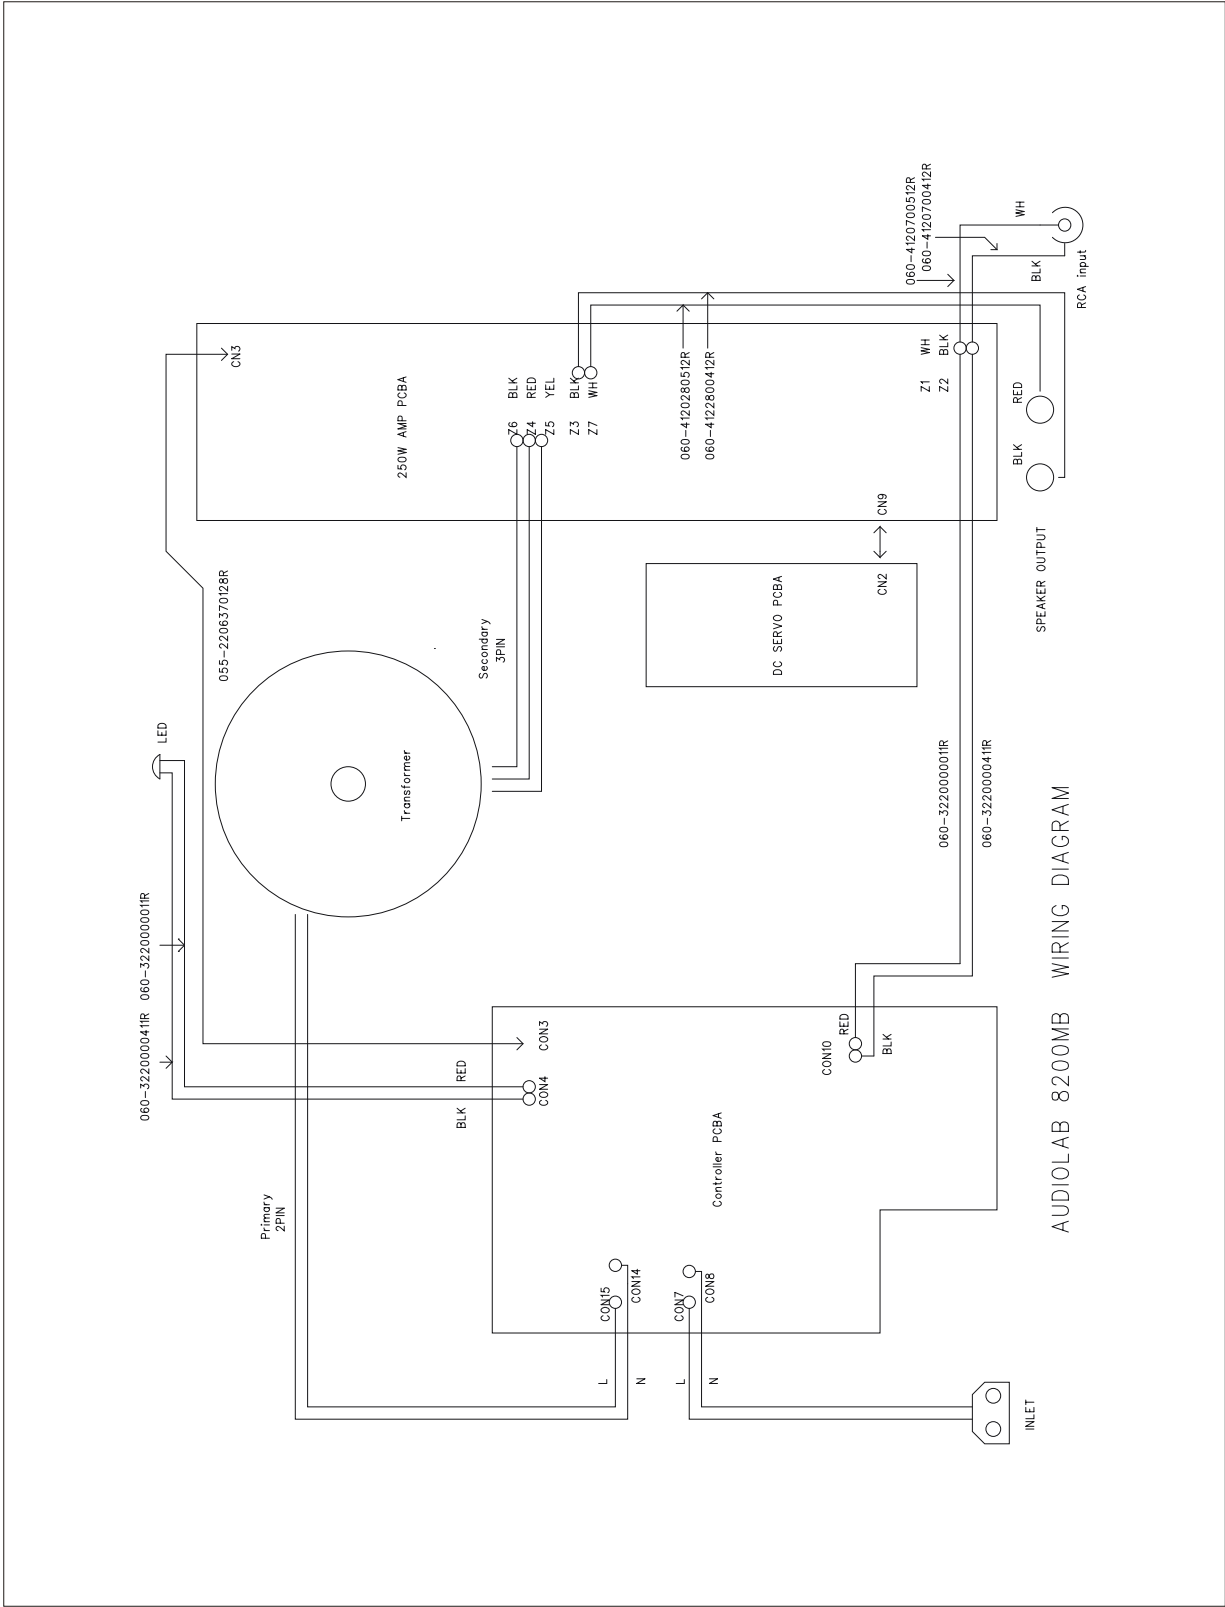 AUDIOLAB 8200MB WIRING DIAGRAM
060-3220000411R
060-3220000011R
LED
055-2206370128R
CN3
250W AMP PCBA
Primary
2PIN
Transformer
Secondary
3PIN
Z6 BLK
Z4 RED
Z5 YEL
Z3 BLK
Z7 WH
BLK
RED
CON4
CON3
CON15
CON14
L
N
CON7
CON8
L
N
INLET
Controller PCBA
CON10
RED
BLK
DC SERVO PCBA
CN2
CN9
060-4120280512R
060-4122800412R
060-4120700512R
060-4120700412R
Z1 WH
Z2 BLK
060-3220000011R
060-3220000411R
WH
BLK
RCA input
BLK
RED
SPEAKER OUTPUT